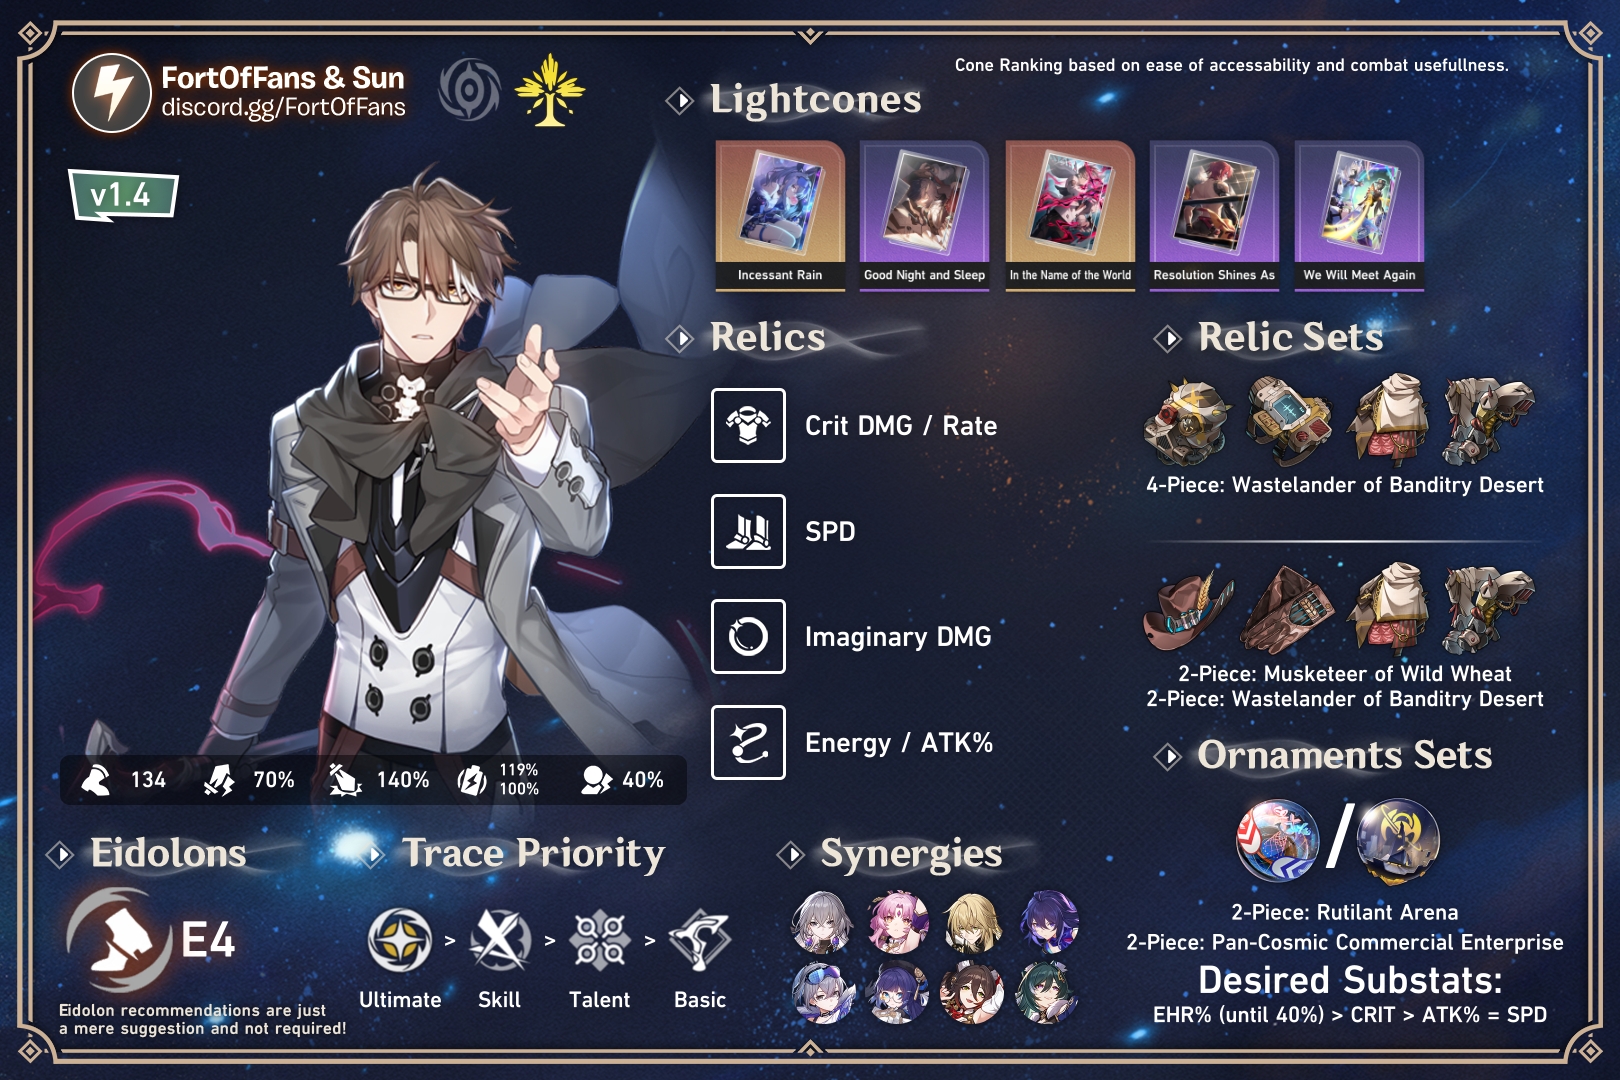 FortOfFans & Sun
discord.gg/FortOfFans
v1.4
Cone Ranking based on ease of accessability and combat usefullness.
Lightcones
Incessant Rain
Good Night and Sleep
In the Name of the World
Resolution Shines As
We Will Meet Again
Relics
Crit DMG / Rate
SPD
Imaginary DMG
Energy / ATK%
Relic Sets
4-Piece: Wastelander of Banditry Desert
2-Piece: Musketeer of Wild Wheat
2-Piece: Wastelander of Banditry Desert
Ornaments Sets
2-Piece: Rutilant Arena
2-Piece: Pan-Cosmic Commercial Enterprise
Desired Substats:
EHR% (until 40%) > CRIT > ATK% = SPD
134
70%
140%
119%
100%
40%
Eidolons
E4
Eidolon recommendations are just
a mere suggestion and not required!
Trace Priority
> > >
Ultimate Skill Talent Basic
Synergies